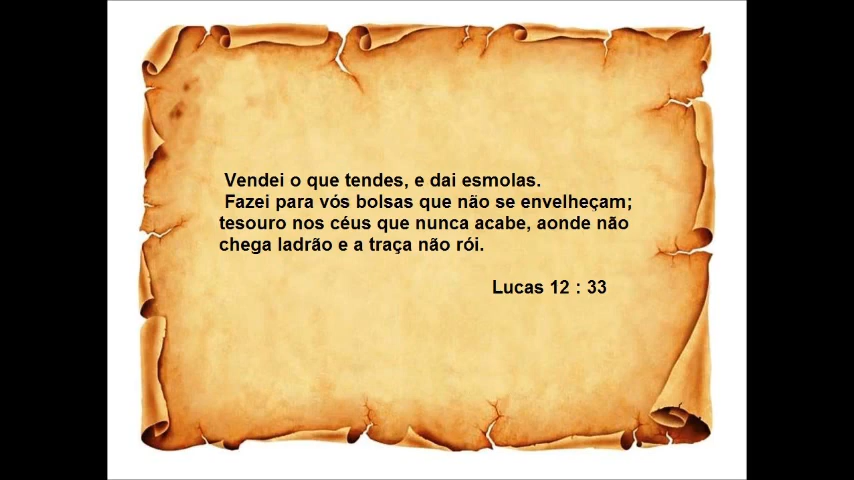 Vendei o que tendes, e dai esmolas.
Fazei para vós bolsas que não se envelheçam;
tesouro nos céus que nunca acabe, aonde não
chega ladrão e a traça não rói.
Lucas 12 : 33